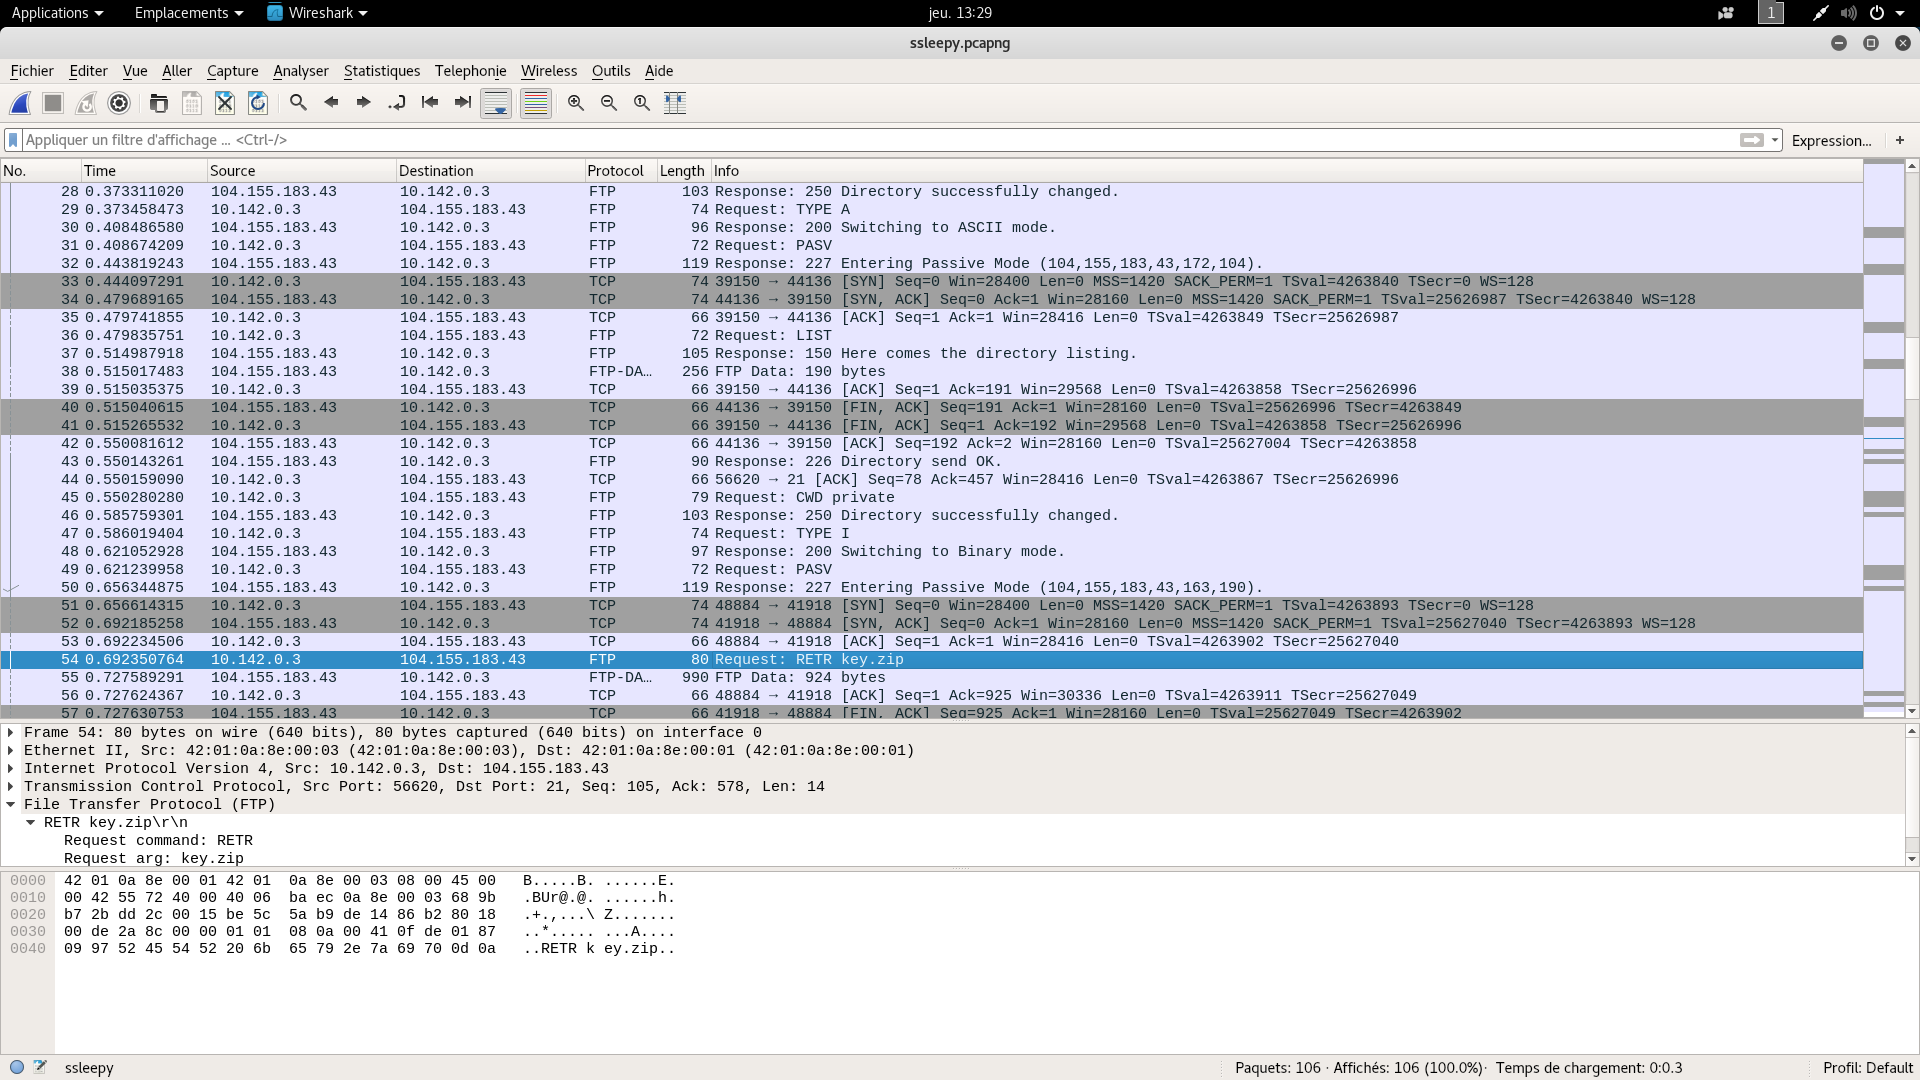 Applications Emplacements Wireshark jeu. 13:29 1
ssleepy.pcapng
Fichier Editer Vue Aller Capture Analyser Statistiques Telephonie Wireless Outils Aide
Appliquer un filtre d'affichage ... <Ctrl-/> Expression... +
No. Time Source Destination Protocol Length Info
28 0.373311020 104.155.183.43 10.142.0.3 FTP 103 Response: 250 Directory successfully changed.
29 0.373458473 10.142.0.3 104.155.183.43 FTP 74 Request: TYPE A
30 0.408486580 104.155.183.43 10.142.0.3 FTP 96 Response: 200 Switching to ASCII mode.
31 0.408674209 10.142.0.3 104.155.183.43 FTP 72 Request: PASV
32 0.443819243 104.155.183.43 10.142.0.3 FTP 119 Response: 227 Entering Passive Mode (104,155,183,43,172,104).
33 0.444097291 10.142.0.3 104.155.183.43 TCP 74 39150 → 44136 [SYN] Seq=0 Win=28400 Len=0 MSS=1420 SACK_PERM=1 TSval=4263840 TSecr=0 WS=128
34 0.479689165 104.155.183.43 10.142.0.3 TCP 74 44136 → 39150 [SYN, ACK] Seq=0 Ack=1 Win=28160 Len=0 MSS=1420 SACK_PERM=1 TSval=25626987 TSecr=4263840 WS=128
35 0.479741855 10.142.0.3 104.155.183.43 TCP 66 39150 → 44136 [ACK] Seq=1 Ack=1 Win=28416 Len=0 TSval=4263849 TSecr=25626987
36 0.479835751 10.142.0.3 104.155.183.43 FTP 72 Request: LIST
37 0.514987918 104.155.183.43 10.142.0.3 FTP 105 Response: 150 Here comes the directory listing.
38 0.515017483 104.155.183.43 10.142.0.3 FTP-DA… 256 FTP Data: 190 bytes
39 0.515035375 10.142.0.3 104.155.183.43 TCP 66 39150 → 44136 [ACK] Seq=1 Ack=191 Win=29568 Len=0 TSval=4263858 TSecr=25626996
40 0.515040615 104.155.183.43 10.142.0.3 TCP 66 44136 → 39150 [FIN, ACK] Seq=191 Ack=1 Win=28160 Len=0 TSval=25626996 TSecr=4263849
41 0.515265532 10.142.0.3 104.155.183.43 TCP 66 39150 → 44136 [FIN, ACK] Seq=1 Ack=192 Win=29568 Len=0 TSval=4263858 TSecr=25626996
42 0.550081612 104.155.183.43 10.142.0.3 TCP 66 44136 → 39150 [ACK] Seq=192 Ack=2 Win=28160 Len=0 TSval=25627004 TSecr=4263858
43 0.550143261 104.155.183.43 10.142.0.3 FTP 90 Response: 226 Directory send OK.
44 0.550159090 10.142.0.3 104.155.183.43 TCP 66 56620 → 21 [ACK] Seq=78 Ack=457 Win=28416 Len=0 TSval=4263867 TSecr=25626996
45 0.550280280 10.142.0.3 104.155.183.43 FTP 79 Request: CWD private
46 0.585759301 104.155.183.43 10.142.0.3 FTP 103 Response: 250 Directory successfully changed.
47 0.586019404 10.142.0.3 104.155.183.43 FTP 74 Request: TYPE I
48 0.621052928 104.155.183.43 10.142.0.3 FTP 97 Response: 200 Switching to Binary mode.
49 0.621239958 10.142.0.3 104.155.183.43 FTP 72 Request: PASV
50 0.656344875 104.155.183.43 10.142.0.3 FTP 119 Response: 227 Entering Passive Mode (104,155,183,43,163,190).
51 0.656614315 10.142.0.3 104.155.183.43 TCP 74 48884 → 41918 [SYN] Seq=0 Win=28400 Len=0 MSS=1420 SACK_PERM=1 TSval=4263893 TSecr=0 WS=128
52 0.692185258 104.155.183.43 10.142.0.3 TCP 74 41918 → 48884 [SYN, ACK] Seq=0 Ack=1 Win=28160 Len=0 MSS=1420 SACK_PERM=1 TSval=25627040 TSecr=4263893 WS=128
53 0.692234506 10.142.0.3 104.155.183.43 TCP 66 48884 → 41918 [ACK] Seq=1 Ack=1 Win=28416 Len=0 TSval=4263902 TSecr=25627040
54 0.692350764 10.142.0.3 104.155.183.43 FTP 80 Request: RETR key.zip
55 0.727589291 104.155.183.43 10.142.0.3 FTP-DA… 990 FTP Data: 924 bytes
56 0.727624367 10.142.0.3 104.155.183.43 TCP 66 48884 → 41918 [ACK] Seq=1 Ack=925 Win=30336 Len=0 TSval=4263911 TSecr=25627049
57 0.727630753 104.155.183.43 10.142.0.3 TCP 66 41918 → 48884 [FIN, ACK] Seq=925 Ack=1 Win=28160 Len=0 TSval=25627049 TSecr=4263902
Frame 54: 80 bytes on wire (640 bits), 80 bytes captured (640 bits) on interface 0
Ethernet II, Src: 42:01:0a:8e:00:03 (42:01:0a:8e:00:03), Dst: 42:01:0a:8e:00:01 (42:01:0a:8e:00:01)
Internet Protocol Version 4, Src: 10.142.0.3, Dst: 104.155.183.43
Transmission Control Protocol, Src Port: 56620, Dst Port: 21, Seq: 105, Ack: 578, Len: 14
File Transfer Protocol (FTP)
RETR key.zip\r\n
Request command: RETR
Request arg: key.zip
0000 42 01 0a 8e 00 01 42 01 0a 8e 00 03 08 00 45 00 B.....B. ......E.
0010 00 42 55 72 40 00 40 06 ba ec 0a 8e 00 03 68 9b .BUr@.@. ......h.
0020 b7 2b dd 2c 00 15 be 5c 5a b9 de 14 86 b2 80 18 .+.,...\ Z.......
0030 00 de 2a 8c 00 00 01 01 08 0a 00 41 0f de 01 87 ..*..... ...A....
0040 09 97 52 45 54 52 20 6b 65 79 2e 7a 69 70 0d 0a ..RETR k ey.zip..
ssleepy Paquets: 106 · Affichés: 106 (100.0%) · Temps de chargement: 0:0.3 Profil: Default